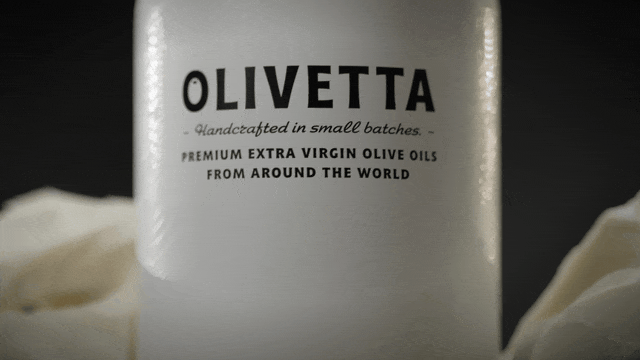 OLIVETTA
- Handcrafted in small batches. -
PREMIUM EXTRA VIRGIN OLIVE OILS
FROM AROUND THE WORLD